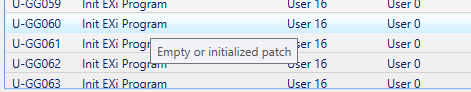 U-GG059 Init EXi Program User 16 User 0
U-GG060 Init EXi Program User 16 User 0
U-GG061 Init EXi Program User 16 User 0
Empty or initialized patch
U-GG062 Init EXi Program User 16 User 0
U-GG063 Init EXi Program User 16 User 0